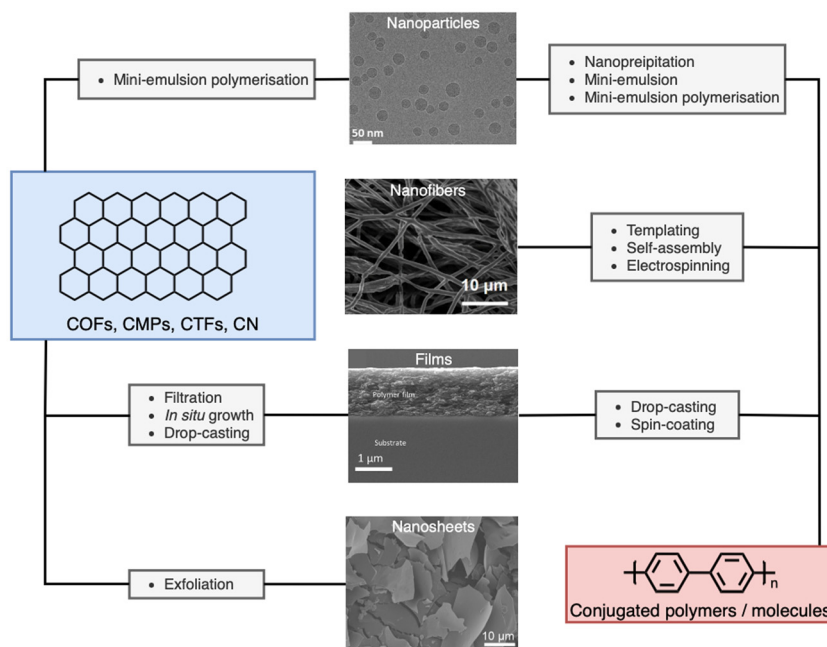 Nanoparticles
• Mini-emulsion polymerisation
50 nm
• Nanopreipitation
• Mini-emulsion
• Mini-emulsion polymerisation
COFs, CMPs, CTFs, CN
Nanofibers
10 μm
• Templating
• Self-assembly
• Electrospinning
• Filtration
• In situ growth
• Drop-casting
Films
Polymer film
Substrate
1 μm
• Drop-casting
• Spin-coating
• Exfoliation
Nanosheets
10 μm
n
Conjugated polymers / molecules